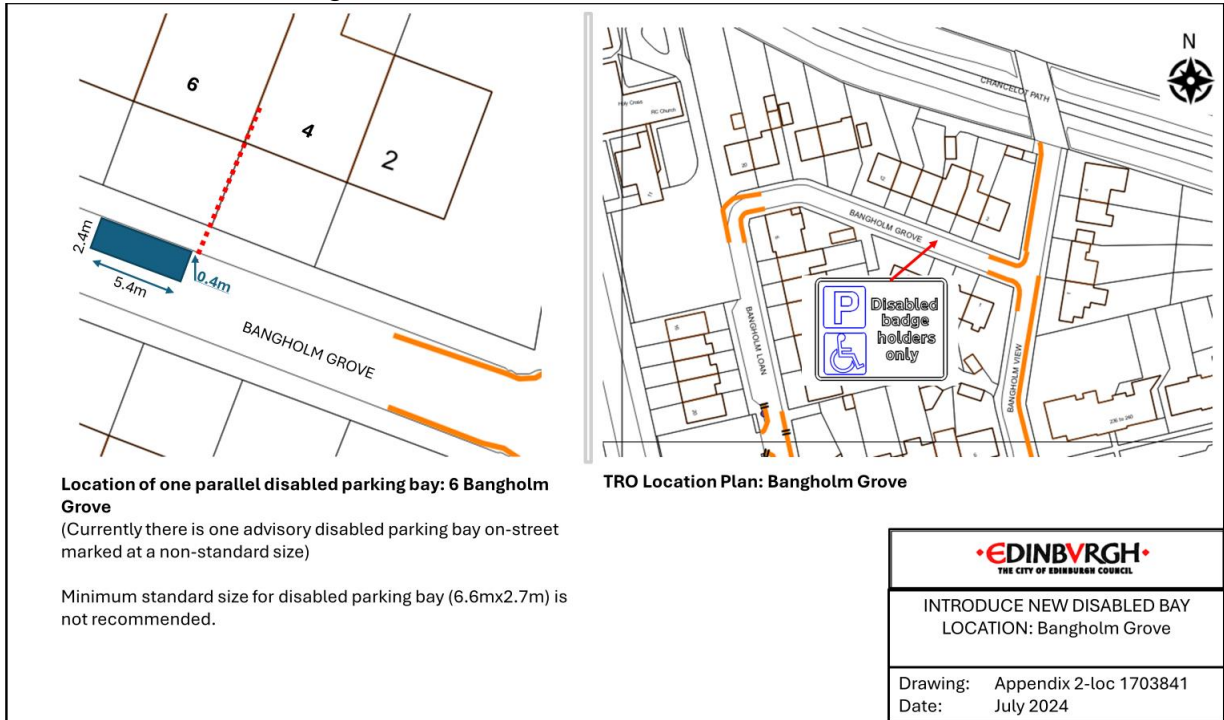 6
4
2
2.4m
5.4m
0.4m
BANGHOLM GROVE
Location of one parallel disabled parking bay: 6 Bangholm
Grove
(Currently there is one advisory disabled parking bay on-street
marked at a non-standard size)
Minimum standard size for disabled parking bay (6.6mx2.7m) is
not recommended.
N
CHANCELOT PATH
Holy Cross
RC Church
BANGHOLM GROVE
P
Disabled
badge
holders
only
BANGHOLM LOAN
BANGHOLM VIEW
236 to 240
TRO Location Plan: Bangholm Grove
EDINBVRGH
THE CITY OF EDINBURGH COUNCIL
INTRODUCE NEW DISABLED BAY
LOCATION: Bangholm Grove
Drawing: Appendix 2-loc 1703841
Date: July 2024